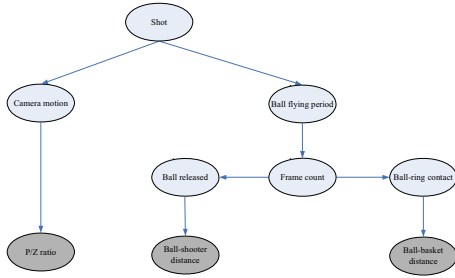 Shot
Camera motion
Ball flying period
Ball released
Frame count
Ball-ring contact
P/Z ratio
Ball-shooter
distance
Ball-basket
distance